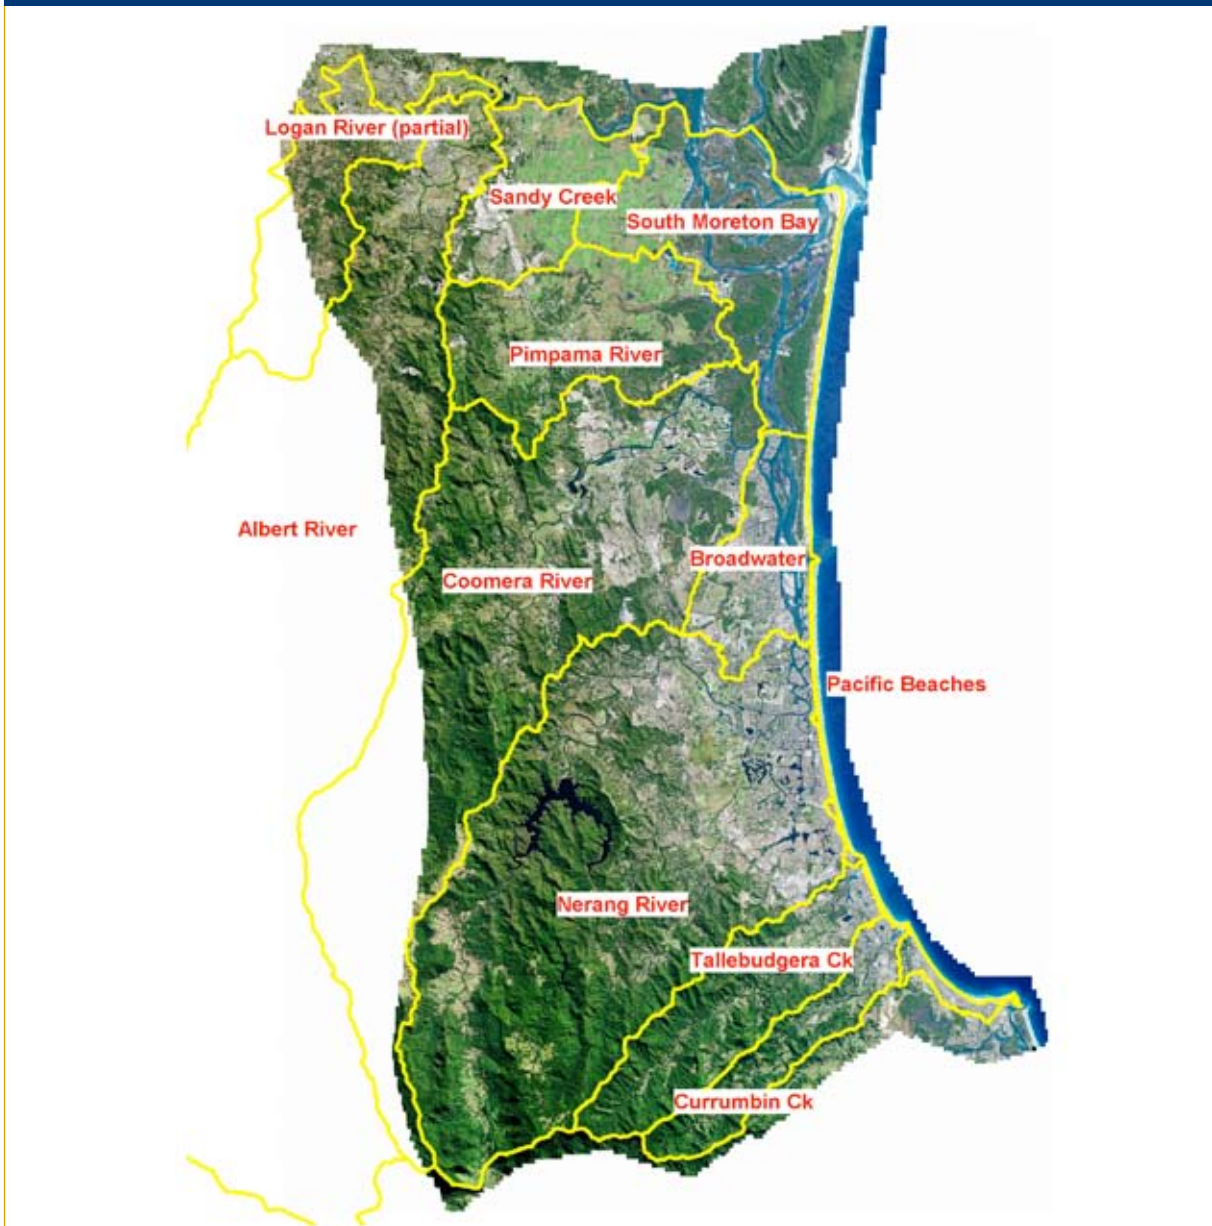 Logan River (partial)
Sandy Creek
South Moreton Bay
Pimpama River
Albert River
Broadwater
Coomera River
Pacific Beaches
Nerang River
Tallebudgera Ck
Currumbin Ck